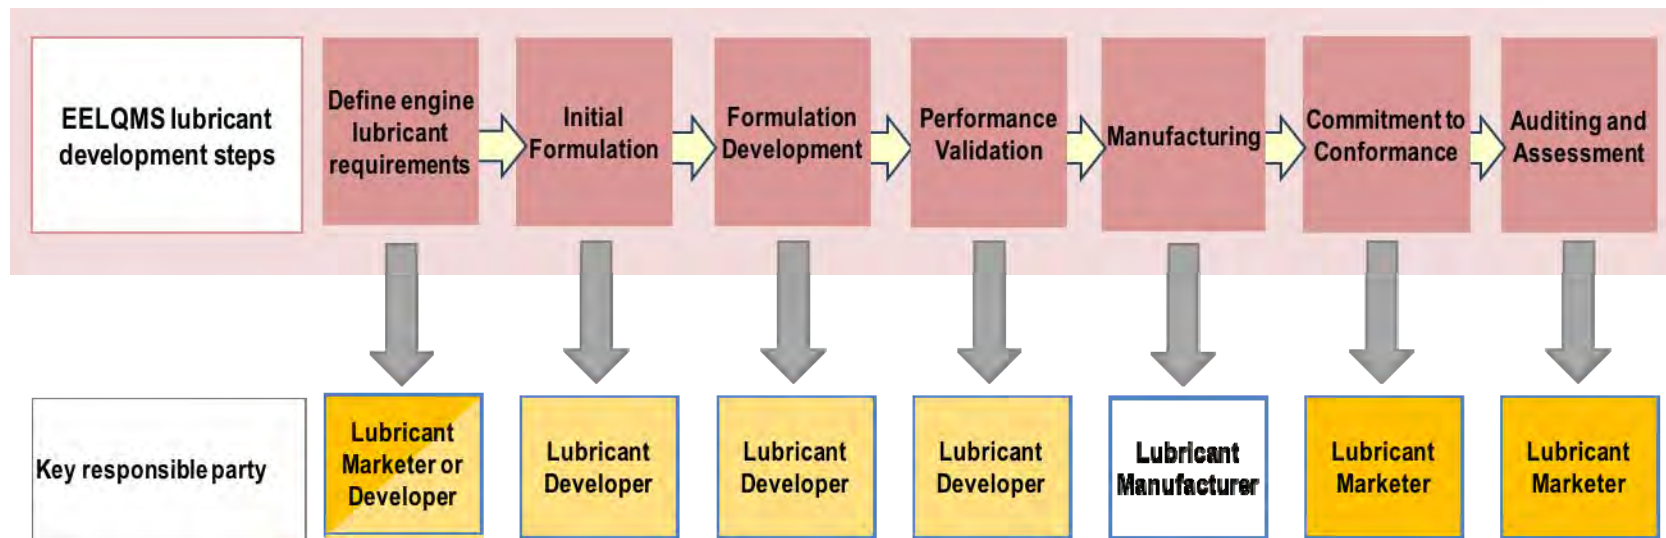 EELQMS lubricant
development steps
Define engine
lubricant
requirements
Initial
Formulation
Formulation
Development
Performance
Validation
Manufacturing
Commitment to
Conformance
Auditing and
Assessment
Key responsible party
Lubricant
Marketer or
Developer
Lubricant
Developer
Lubricant
Developer
Lubricant
Developer
Lubricant
Manufacturer
Lubricant
Marketer
Lubricant
Marketer